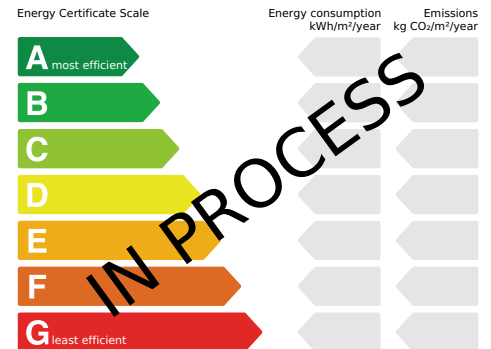 Energy Certificate Scale
Energy consumption
kWh/m²/year
Emissions
kg CO₂/m²/year
A most efficient
B
C
D
E
F
G least efficient
IN PROCESS